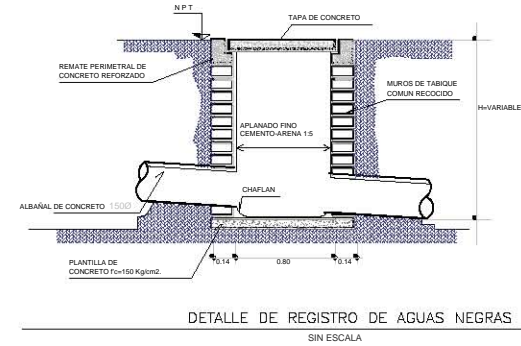 N P T
TAPA DE CONCRETO
REMATE PERIMETRAL DE
CONCRETO REFORZADO
MUROS DE TABIQUE
COMUN RECOCIDO
H=VARIABLE
APLANADO FINO
CEMENTO-ARENA 1:5
CHAFLAN
ALBAÑAL DE CONCRETO 150Ø
PLANTILLA DE
CONCRETO f'c=150 Kg/cm2.
0.14 0.80 0.14
DETALLE DE REGISTRO DE AGUAS NEGRAS
SIN ESCALA